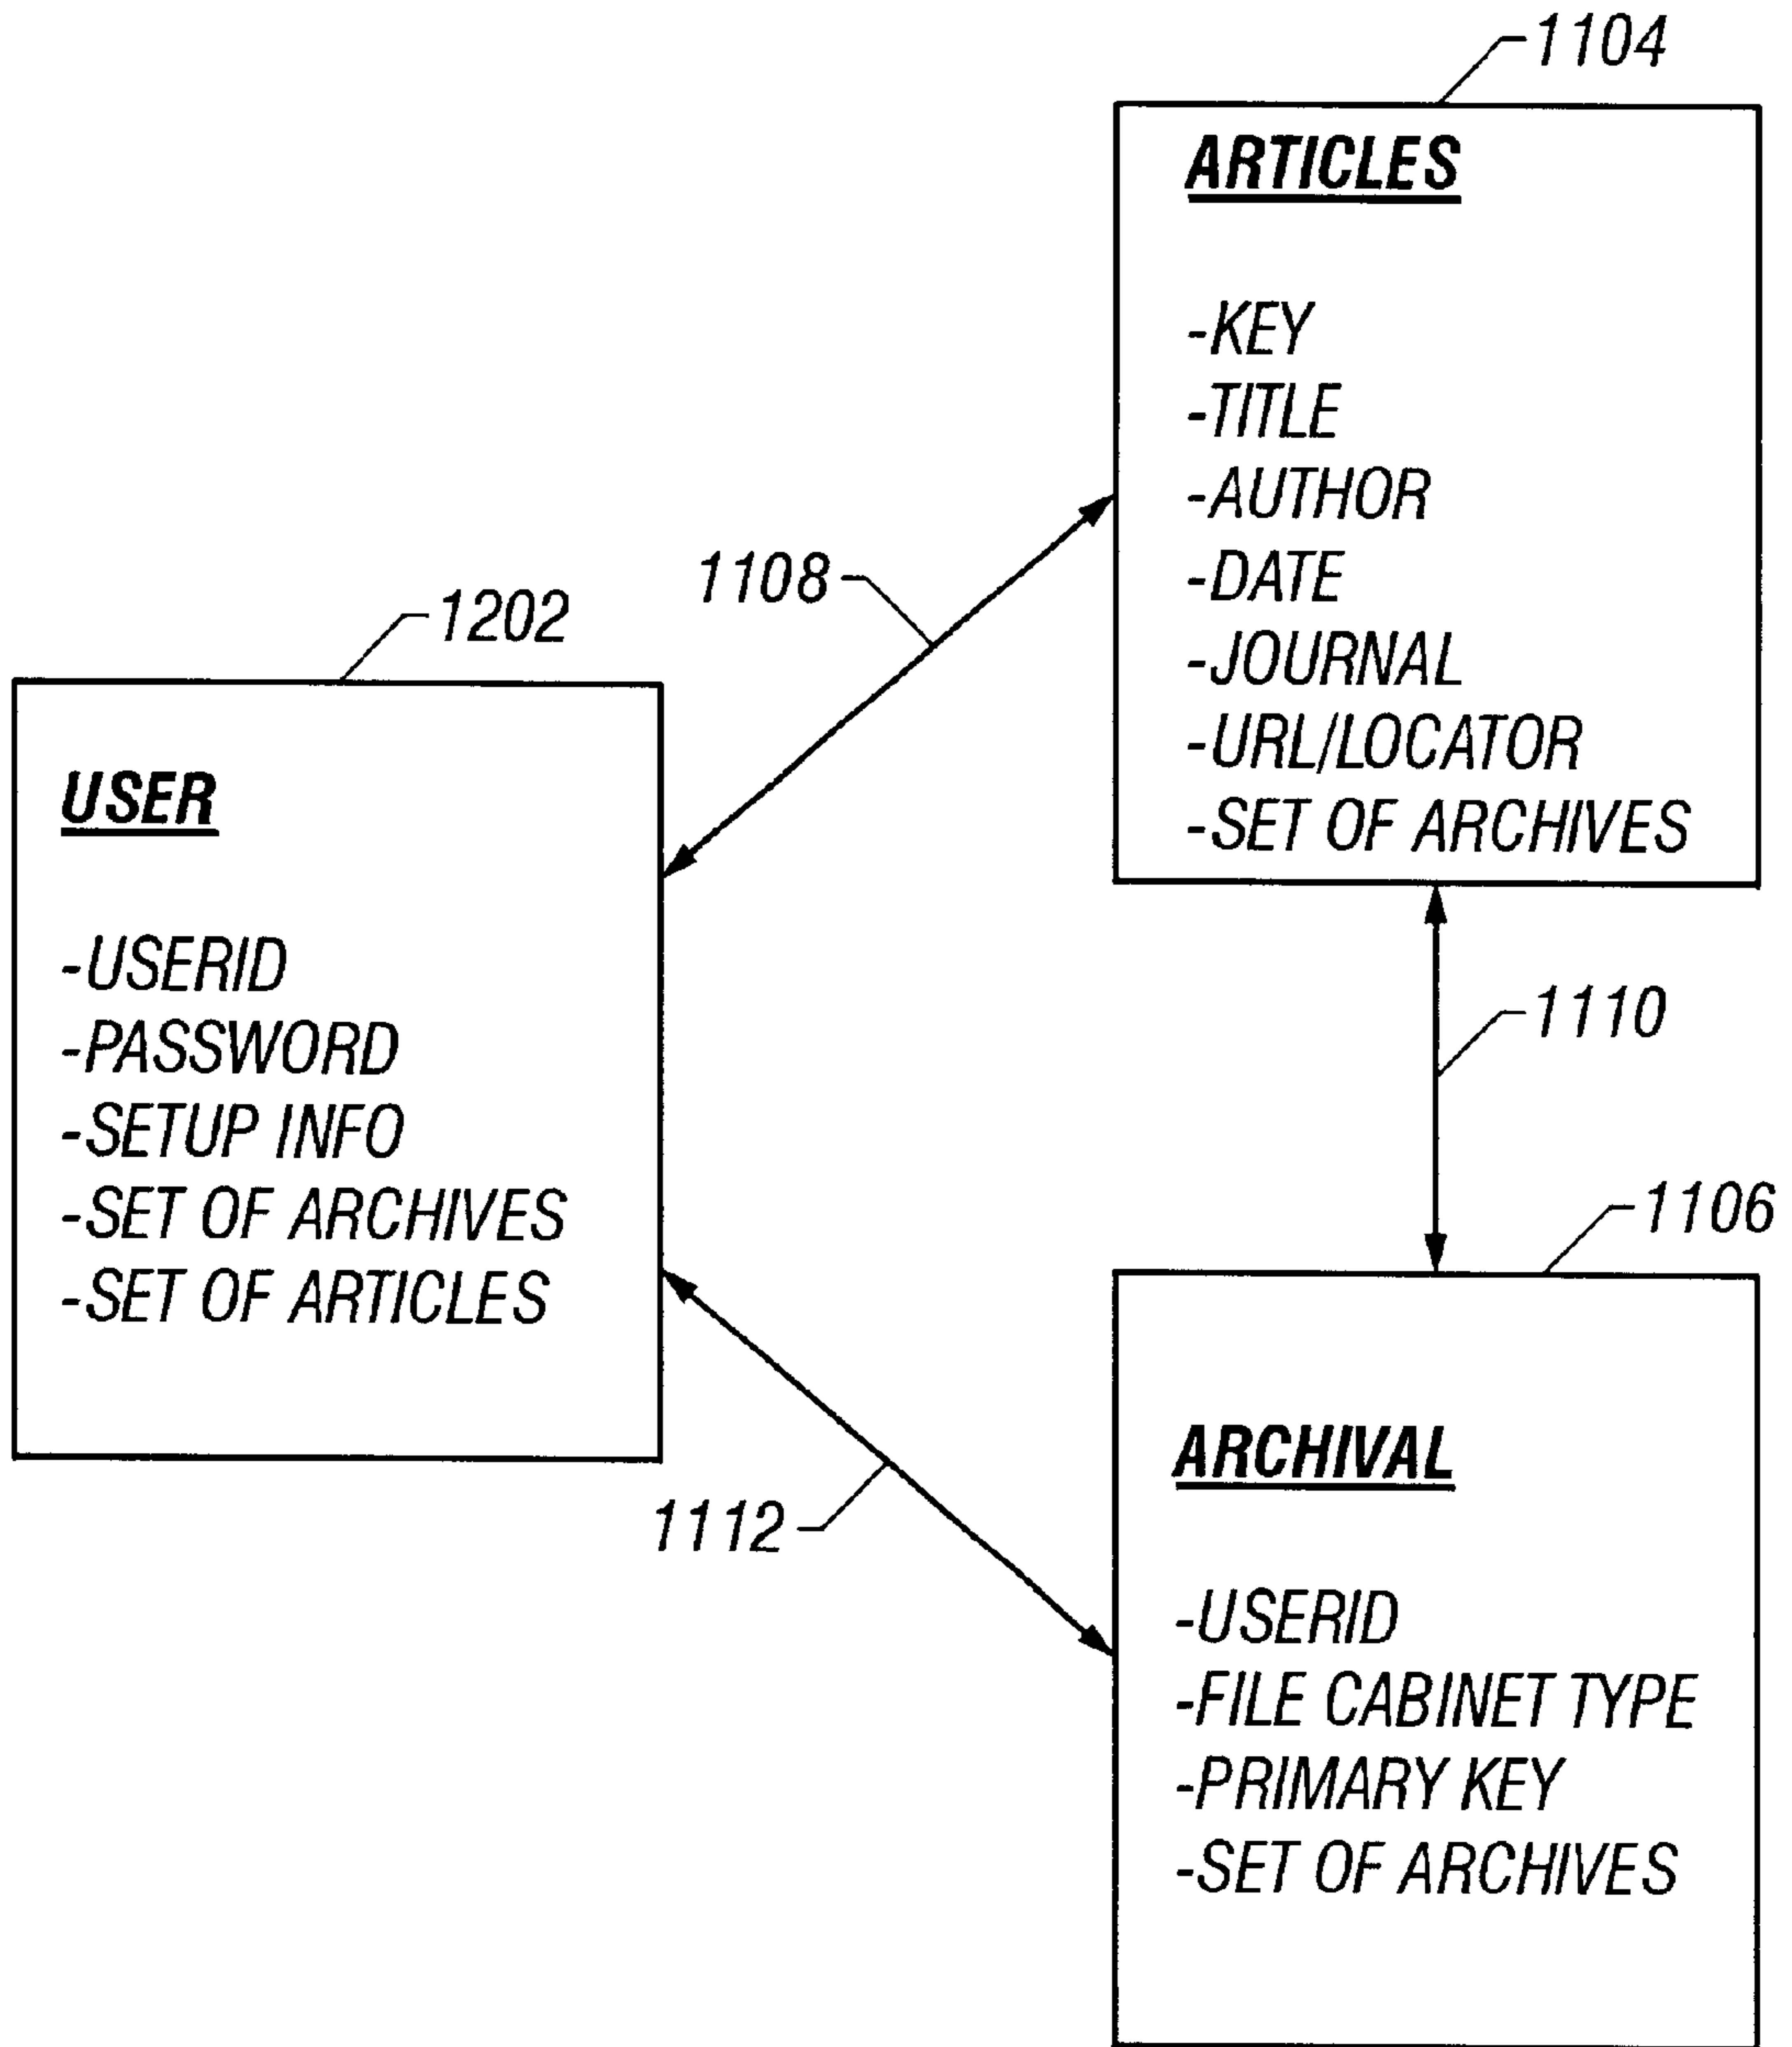 1104
ARTICLES
-KEY
-TITLE
-AUTHOR
-DATE
-JOURNAL
-URL/LOCATOR
-SET OF ARCHIVES
1108
1202
USER
-USERID
-PASSWORD
-SETUP INFO
-SET OF ARCHIVES
-SET OF ARTICLES
1110
1112
1106
ARCHIVAL
-USERID
-FILE CABINET TYPE
-PRIMARY KEY
-SET OF ARCHIVES